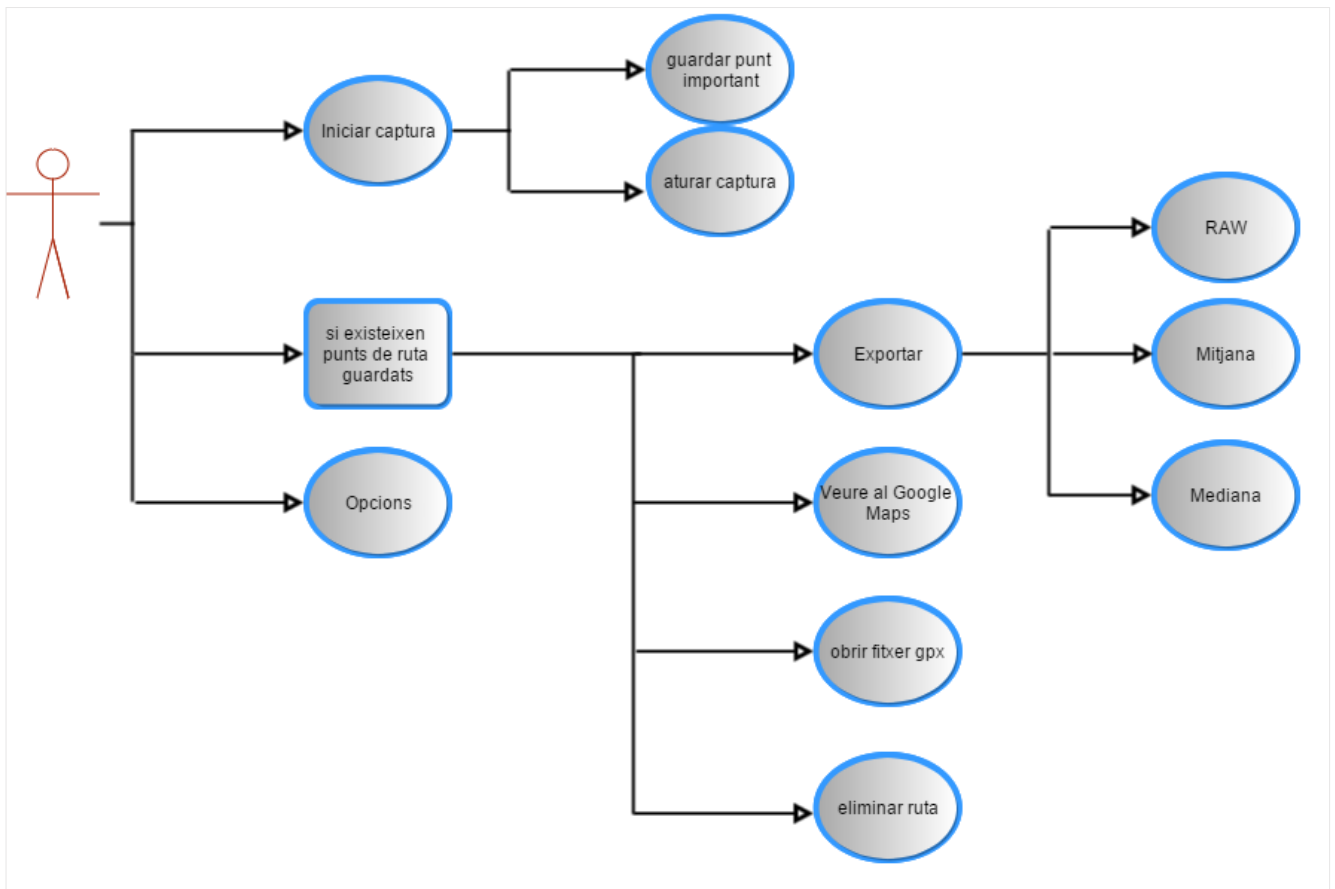 guardar punt
important
Iniciar captura
aturar captura
RAW
si existeixen
punts de ruta
guardats
Exportar
Mitjana
Opcions
Veure al Google
Maps
Mediana
obrir fitxer gpx
eliminar ruta